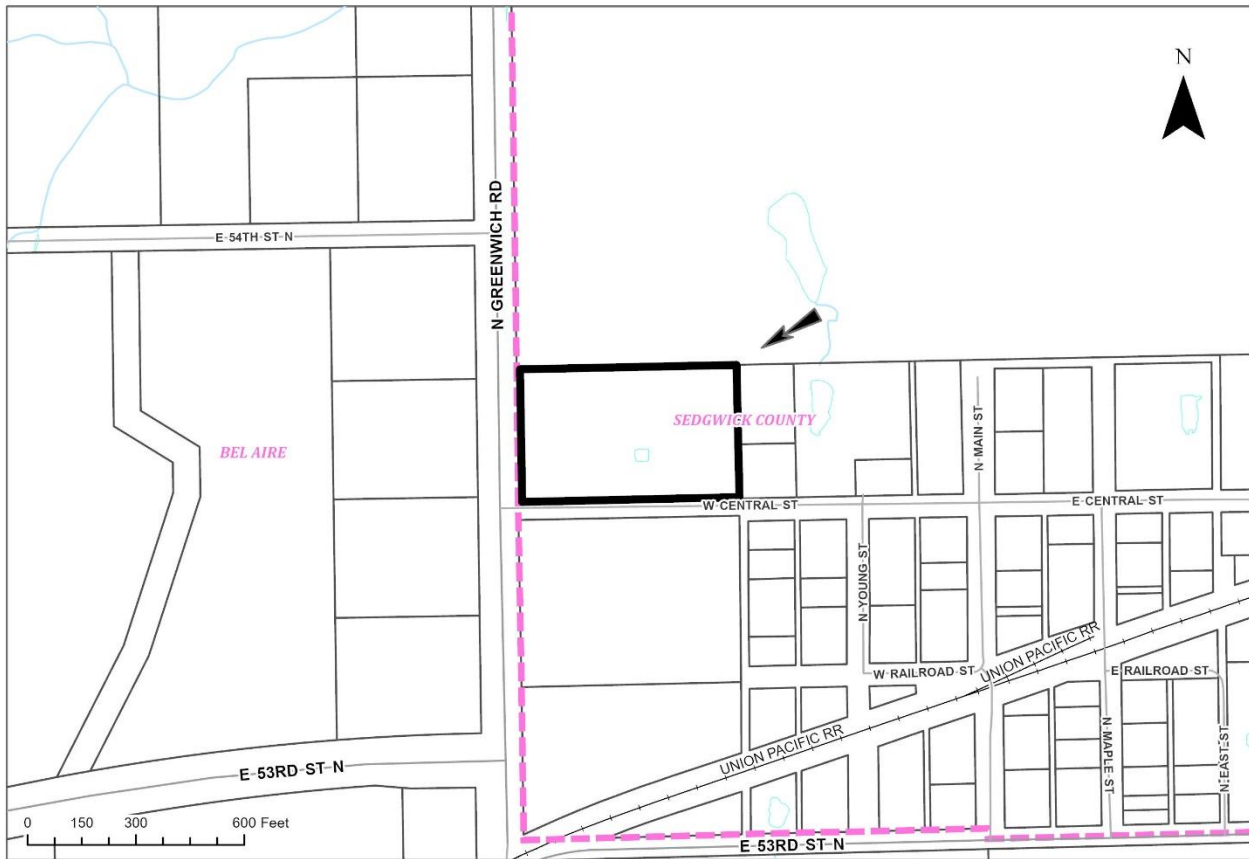 N
E 54TH ST N
N GREENWICH RD
SEDGWICK COUNTY
BEL AIRE
N MAIN ST
W CENTRAL ST
E CENTRAL ST
N YOUNG ST
UNION PACIFIC RR
W RAILROAD ST
E RAILROAD ST
UNION PACIFIC RR
N MAPLE ST
N EAST ST
E 53RD ST N
0 150 300 600 Feet
E 53RD ST N